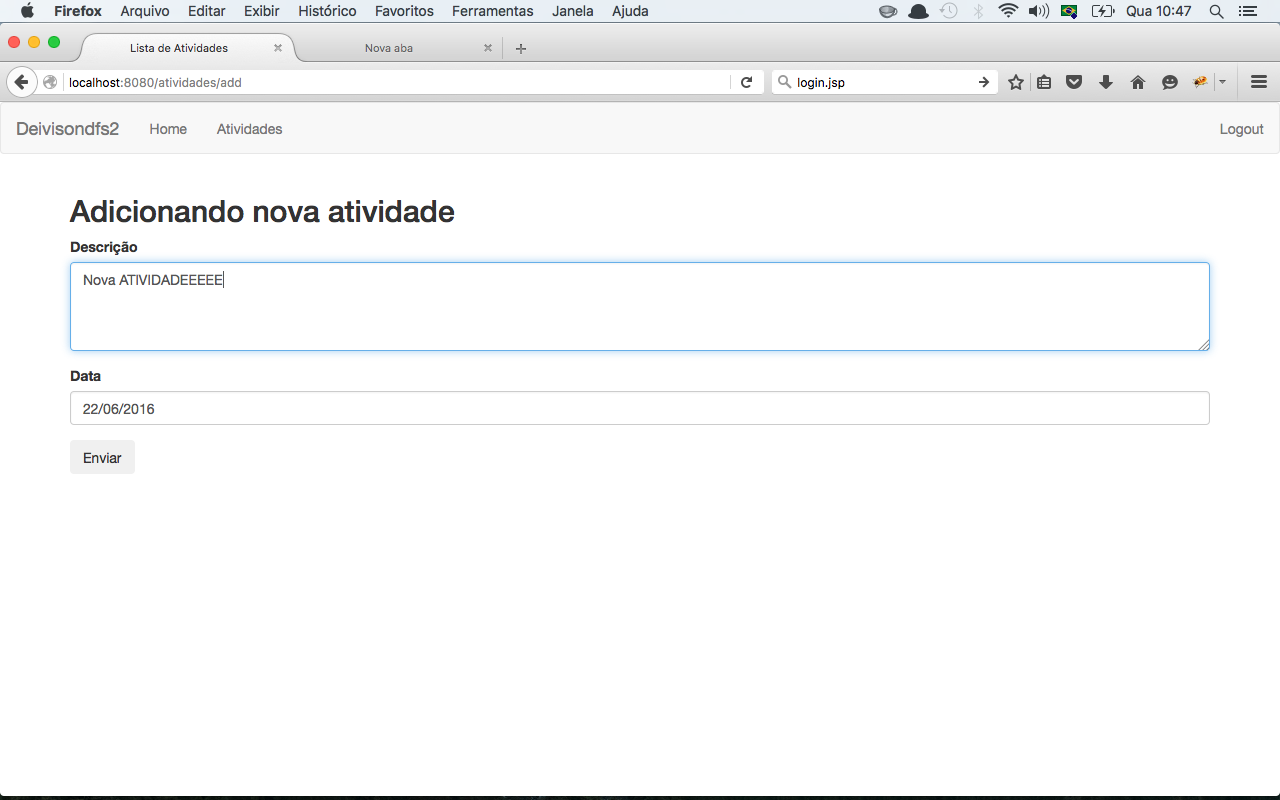 Firefox Arquivo Editar Exibir Histórico Favoritos Ferramentas Janela Ajuda Qua 10:47
Lista de Atividades Nova aba
localhost:8080/atividades/add login.jsp
Deivisondfs2 Home Atividades Logout
Adicionando nova atividade
Descrição
Nova ATIVIDADEEEEE
Data
22/06/2016
Enviar